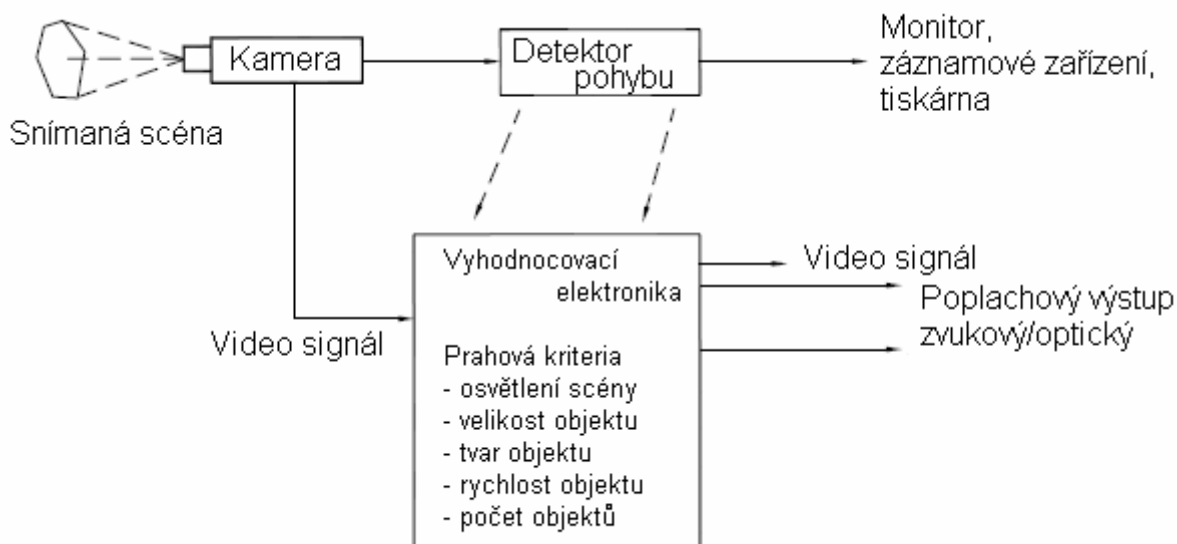 Kamera
Detektor
pohybu
Monitor,
záznamové zařízení,
tiskárna
Snímaná scéna
Video signál
Vyhodnocovací
elektronika
Prahová kriteria
- osvětlení scény
- velikost objektu
- tvar objektu
- rychlost objektu
- počet objektů
Video signál
Poplachový výstup
zvukový/optický